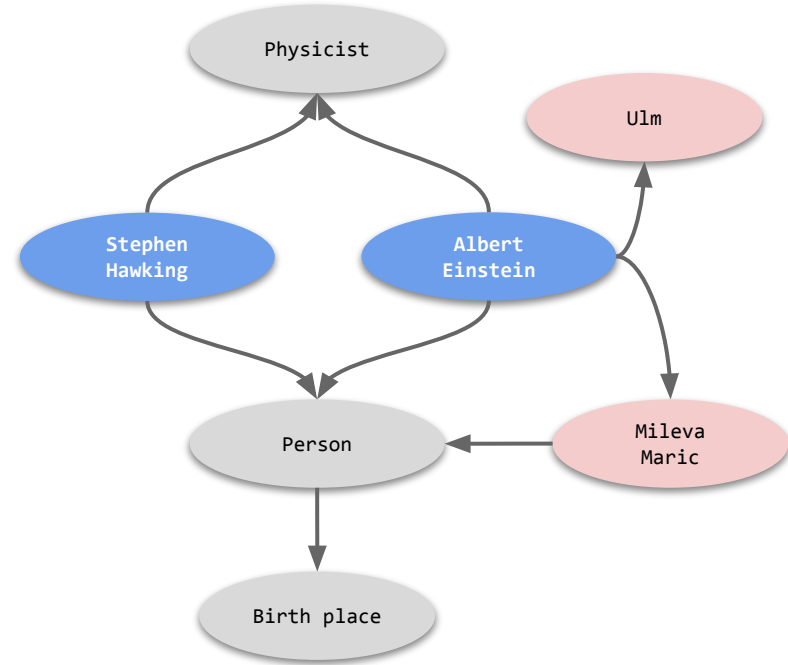 Physicist
Ulm
Stephen
Hawking
Albert
Einstein
Person
Mileva
Maric
Birth place